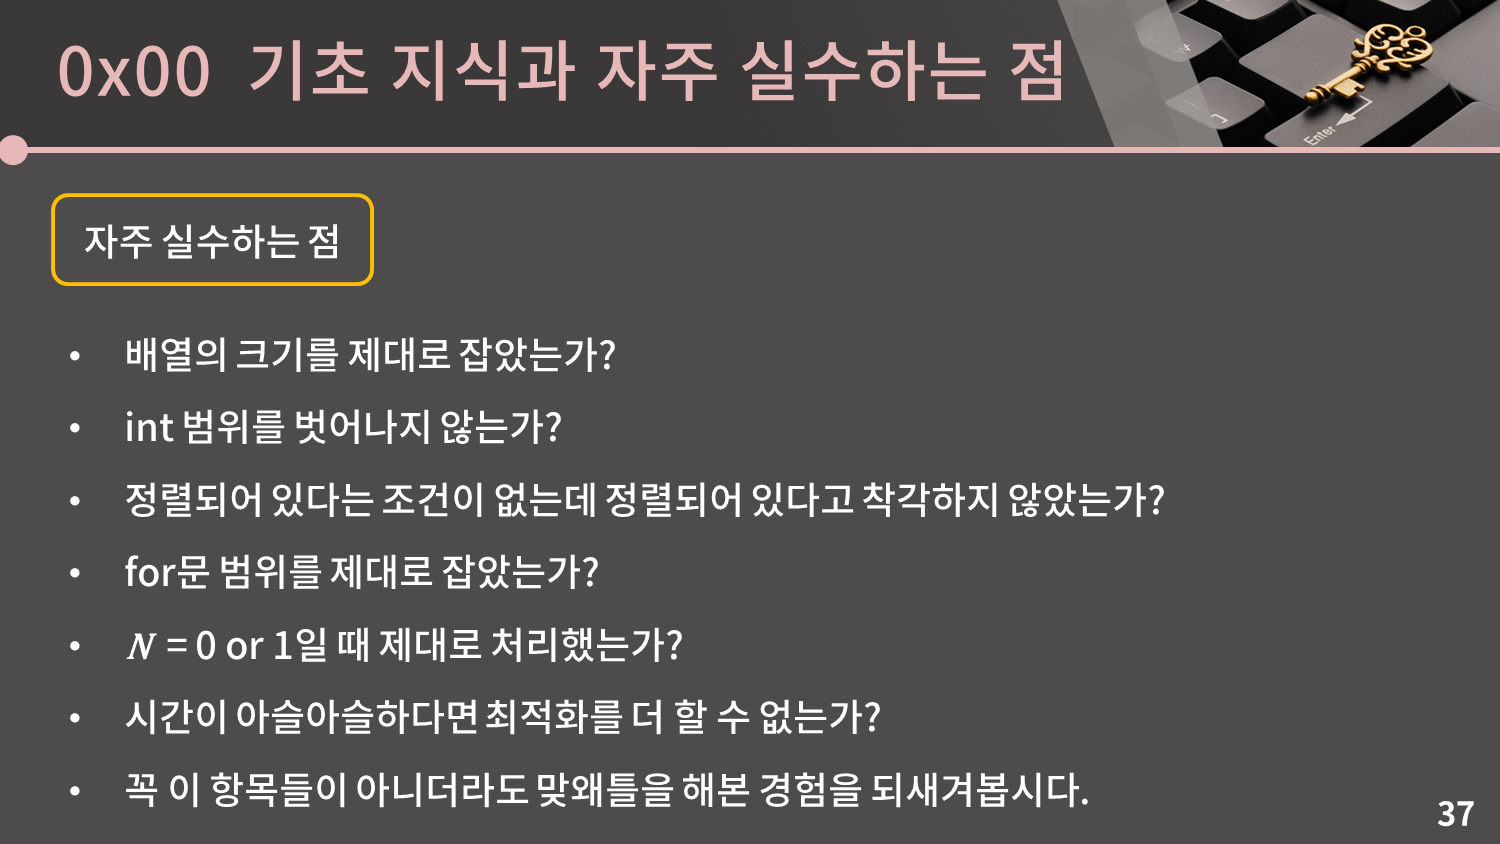 0x00 기초 지식과 자주 실수하는 점
Enter
자주 실수하는 점
• 배열의 크기를 제대로 잡았는가?
• int 범위를 벗어나지 않는가?
• 정렬되어 있다는 조건이 없는데 정렬되어 있다고 착각하지 않았는가?
• for문 범위를 제대로 잡았는가?
• N = 0 or 1일 때 제대로 처리했는가?
• 시간이 아슬아슬하다면 최적화를 더 할 수 없는가?
• 꼭 이 항목들이 아니더라도 맞왜틀을 해본 경험을 되새겨봅시다.
37